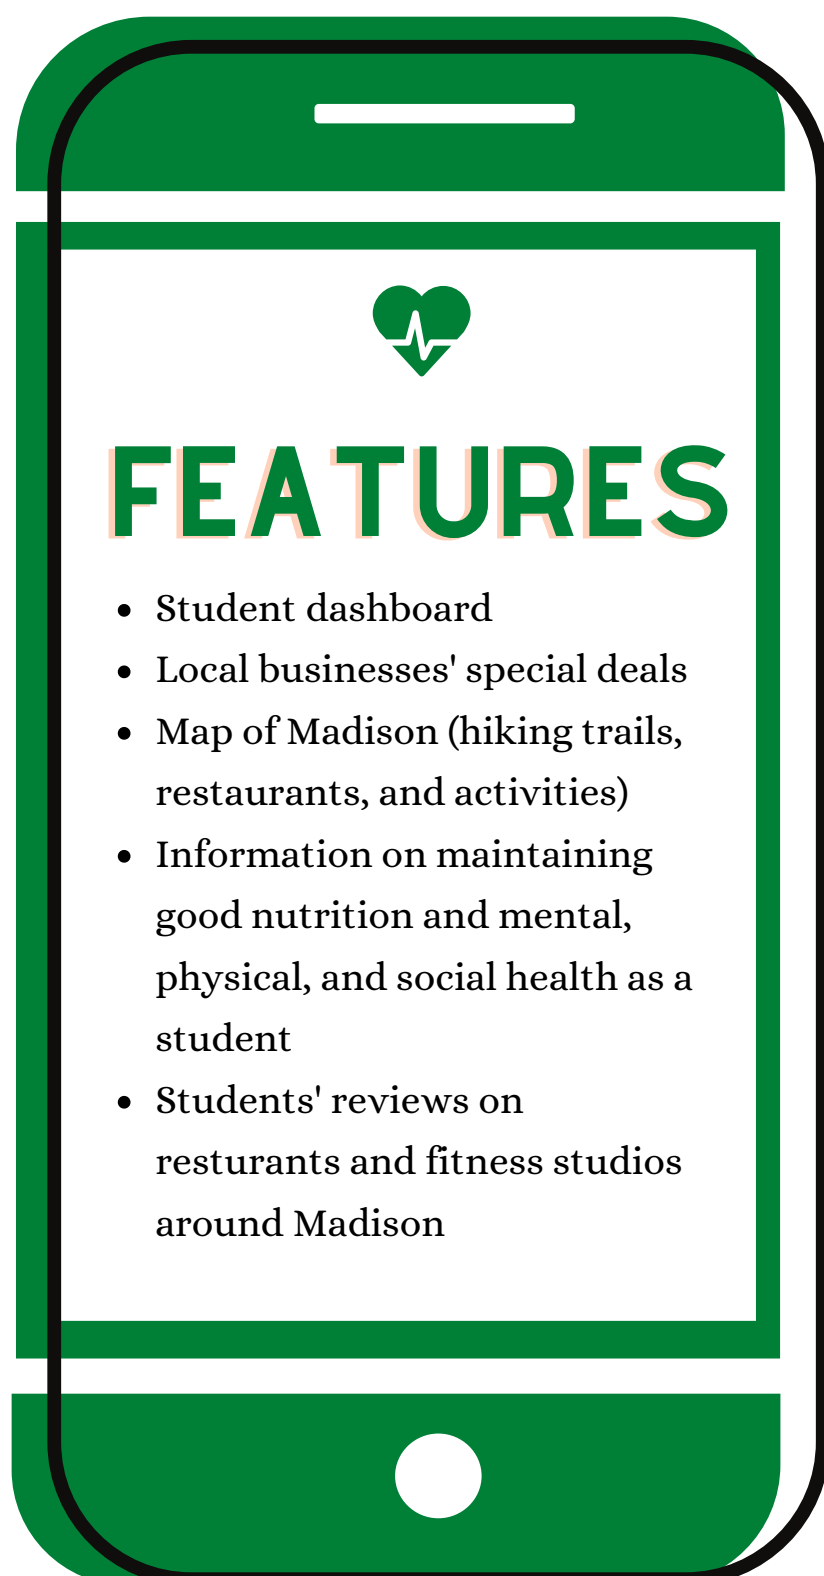 FEATURES
• Student dashboard
• Local businesses' special deals
• Map of Madison (hiking trails,
restaurants, and activities)
• Information on maintaining
good nutrition and mental,
physical, and social health as a
student
• Students' reviews on
resturants and fitness studios
around Madison